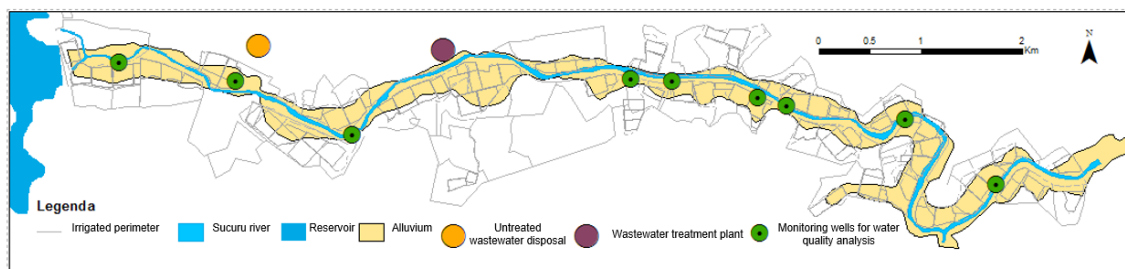 N
0 0.5 1 2
Km
Legenda
Irrigated perimeter
Sucuru river
Reservoir
Alluvium
Untreated
wastewater disposal
Wastewater treatment plant
Monitoring wells for water
quality analysis